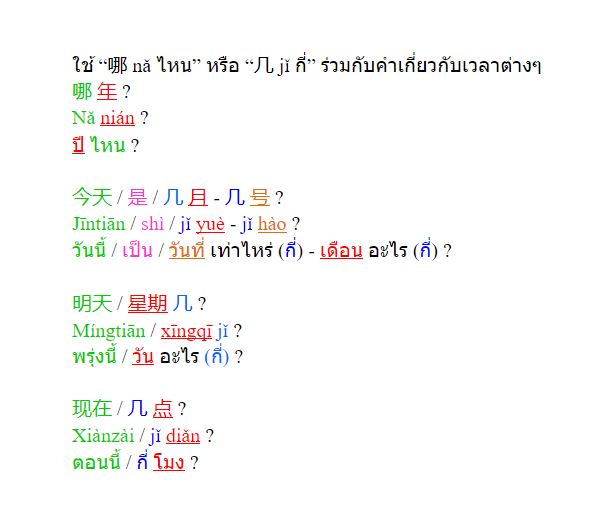 ใช้ “哪 nǎ ไหน” หรือ “几 jǐ กี่” ร่วมกับคำเกี่ยวกับเวลาต่างๆ
哪 年 ?
Nǎ nián ?
ปี ไหน ?
今天 / 是 / 几 月 - 几 号 ?
Jīntiān / shì / jǐ yuè - jǐ hào ?
วันนี้ / เป็น / วันที่ เท่าไหร่ (กี่) - เดือน อะไร (กี่) ?
明天 / 星期 几 ?
Míngtiān / xīngqī jǐ ?
พรุ่งนี้ / วัน อะไร (กี่) ?
现在 / 几 点 ?
Xiànzài / jǐ diǎn ?
ตอนนี้ / กี่ โมง ?